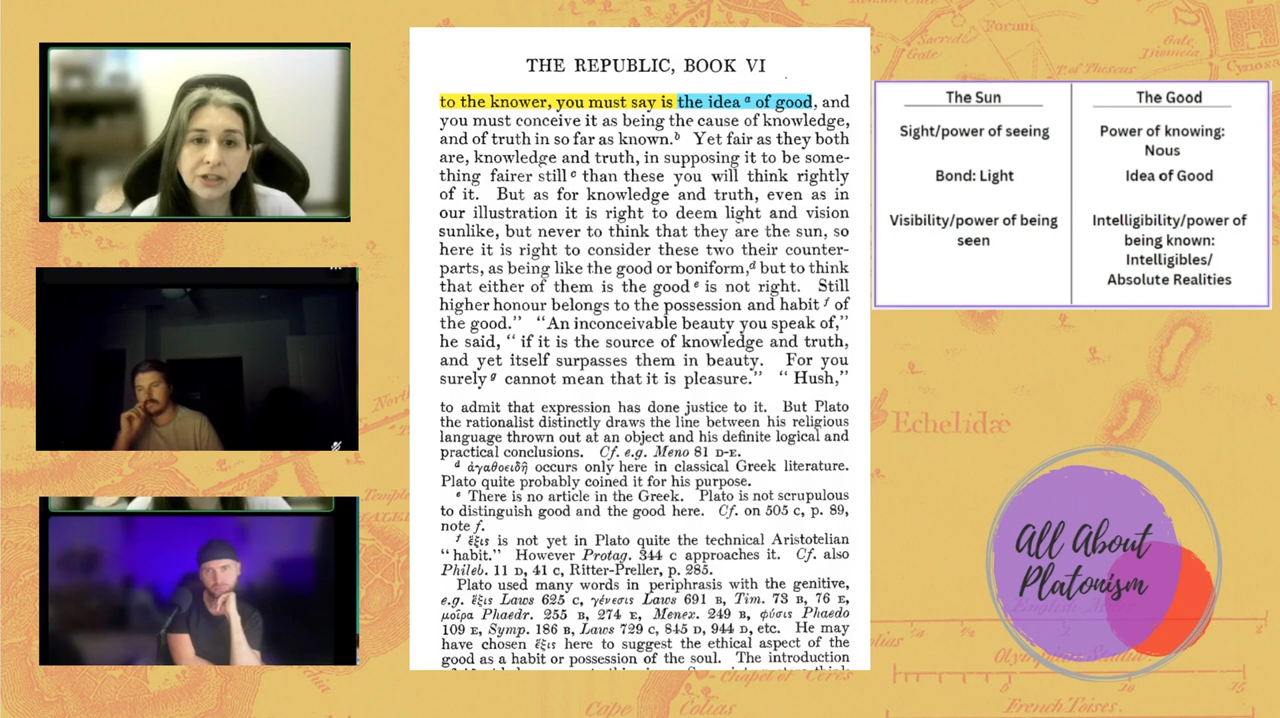 THE REPUBLIC, BOOK VI
to the knower, you must say is the idea ᵃ of good, and
you must conceive it as being the cause of knowledge,
and of truth in so far as known.ᵇ Yet fair as they both
are, knowledge and truth, in supposing it to be some-
thing fairer still ᶜ than these you will think rightly
of it. But as for knowledge and truth, even as in
our illustration it is right to deem light and vision
sunlike, but never to think that they are the sun, so
here it is right to consider these two their counter-
parts, as being like the good or boniform,ᵈ but to think
that either of them is the good ᵉ is not right. Still
higher honour belongs to the possession and habit ᶠ of
the good.” “An inconceivable beauty you speak of,”
he said, “ if it is the source of knowledge and truth,
and yet itself surpasses them in beauty. For you
surely ᵍ cannot mean that it is pleasure.” “ Hush,”
to admit that expression has done justice to it. But Plato
the rationalist distinctly draws the line between his religious
language thrown out at an object and his definite logical and
practical conclusions. Cf. e.g. Meno 81 D-E.
ᵈ ἀγαθοειδῆ occurs only here in classical Greek literature.
Plato quite probably coined it for his purpose.
ᵉ There is no article in the Greek. Plato is not scrupulous
to distinguish good and the good here. Cf. on 505 C, p. 89,
note f.
ᶠ ἕξις is not yet in Plato quite the technical Aristotelian
“ habit.” However Protag. 344 C approaches it. Cf. also
Phileb. 11 D, 41 C, Ritter-Preller, p. 285.
Plato used many words in periphrasis with the genitive,
e.g. ἕξις Laws 625 C, γένεσις Laws 691 B, Tim. 73 B, 76 E,
μοῖρα Phaedr. 255 B, 274 E, Menex. 249 B, φύσις Phaedo
109 E, Symp. 186 B, Laws 729 C, 845 D, 944 D, etc. He may
have chosen ἕξις here to suggest the ethical aspect of the
good as a habit or possession of the soul. The introduction
The Sun
The Good
Sight/power of seeing
Power of knowing:
Nous
Bond: Light
Idea of Good
Visibility/power of being
seen
Intelligibility/power of
being known:
Intelligibles/
Absolute Realities
All About
Platonism
Sacred
Gate
Forum
P. of Theseus
Gate,
Diomeia
Cynosa
Echelidæ
Chapel of Ceres
Cape
Colias
French Toises.
10
15